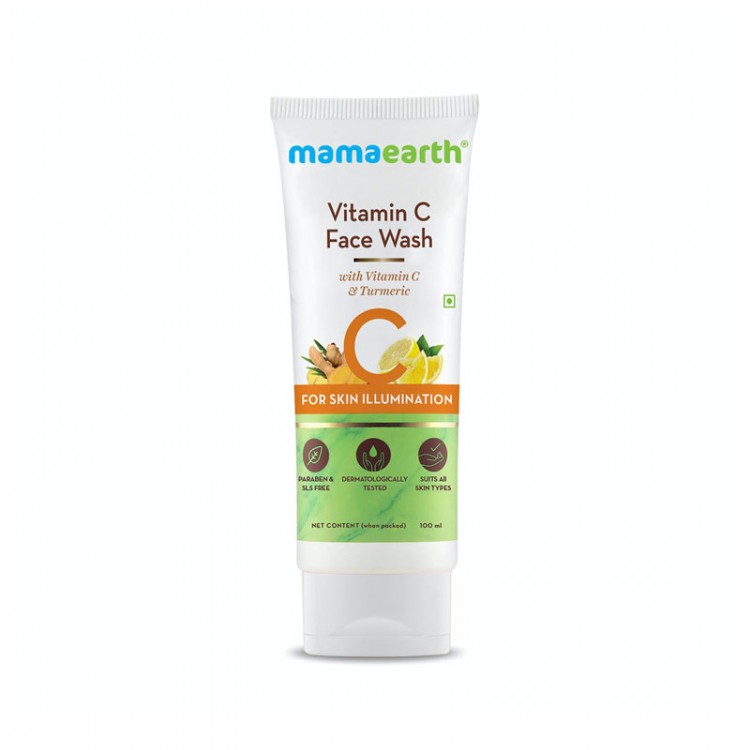 mamaearth®
Vitamin C
Face Wash
with Vitamin C
& Turmeric
C
FOR SKIN ILLUMINATION
PARABEN &
SLS FREE
DERMATOLOGICALLY
TESTED
SUITS All
SKIN TYPES
NET CONTENT (when packed) 100 ml